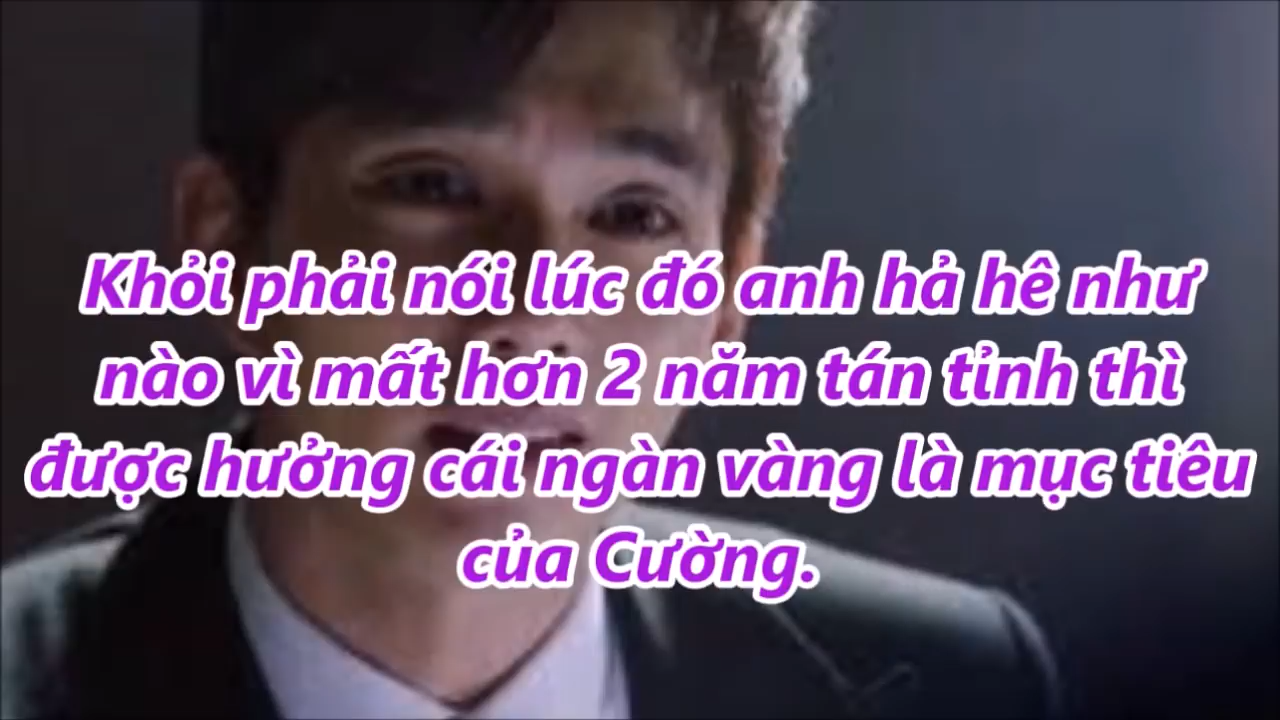 Khỏi phải nói lúc đó anh hả hê như
nào vì mất hơn 2 năm tán tỉnh thì
được hưởng cái ngàn vàng là mục tiêu
của Cường.